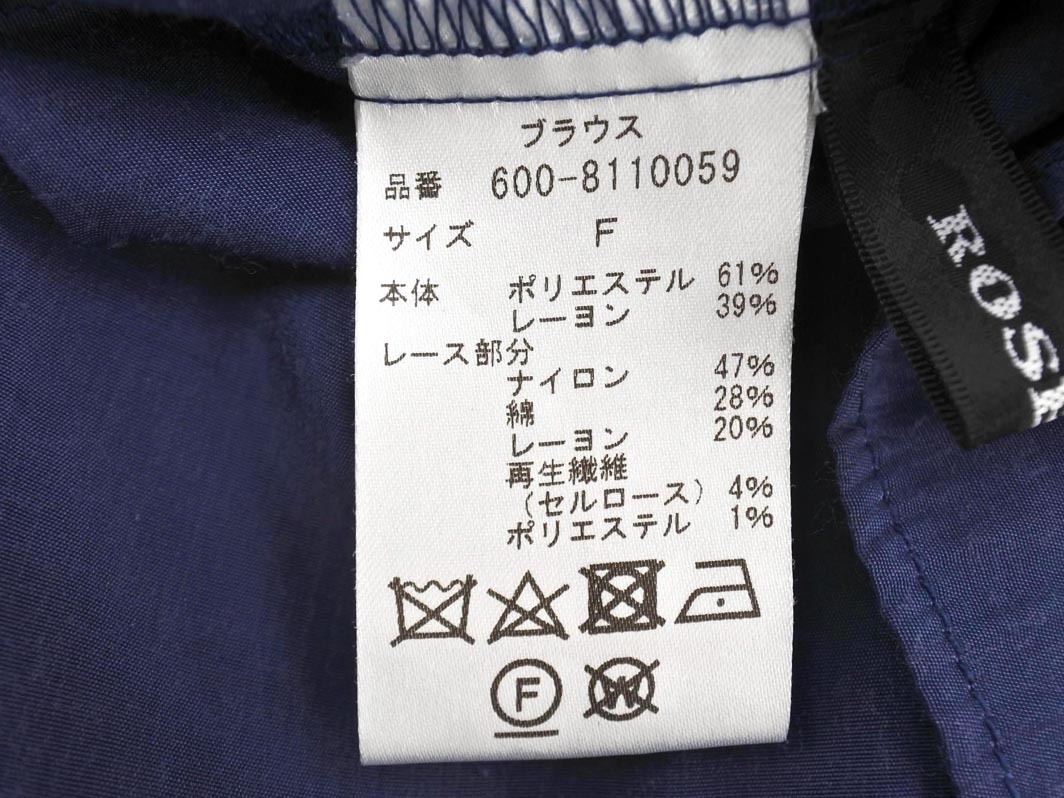 ブラウス
品番 600-8110059
サイズ F
本体 ポリエステル 61%
レーヨン 39%
レース部分
ナイロン 47%
綿 28%
レーヨン 20%
再生繊維
(セルロース) 4%
ポリエステル 1%
F W
ROS